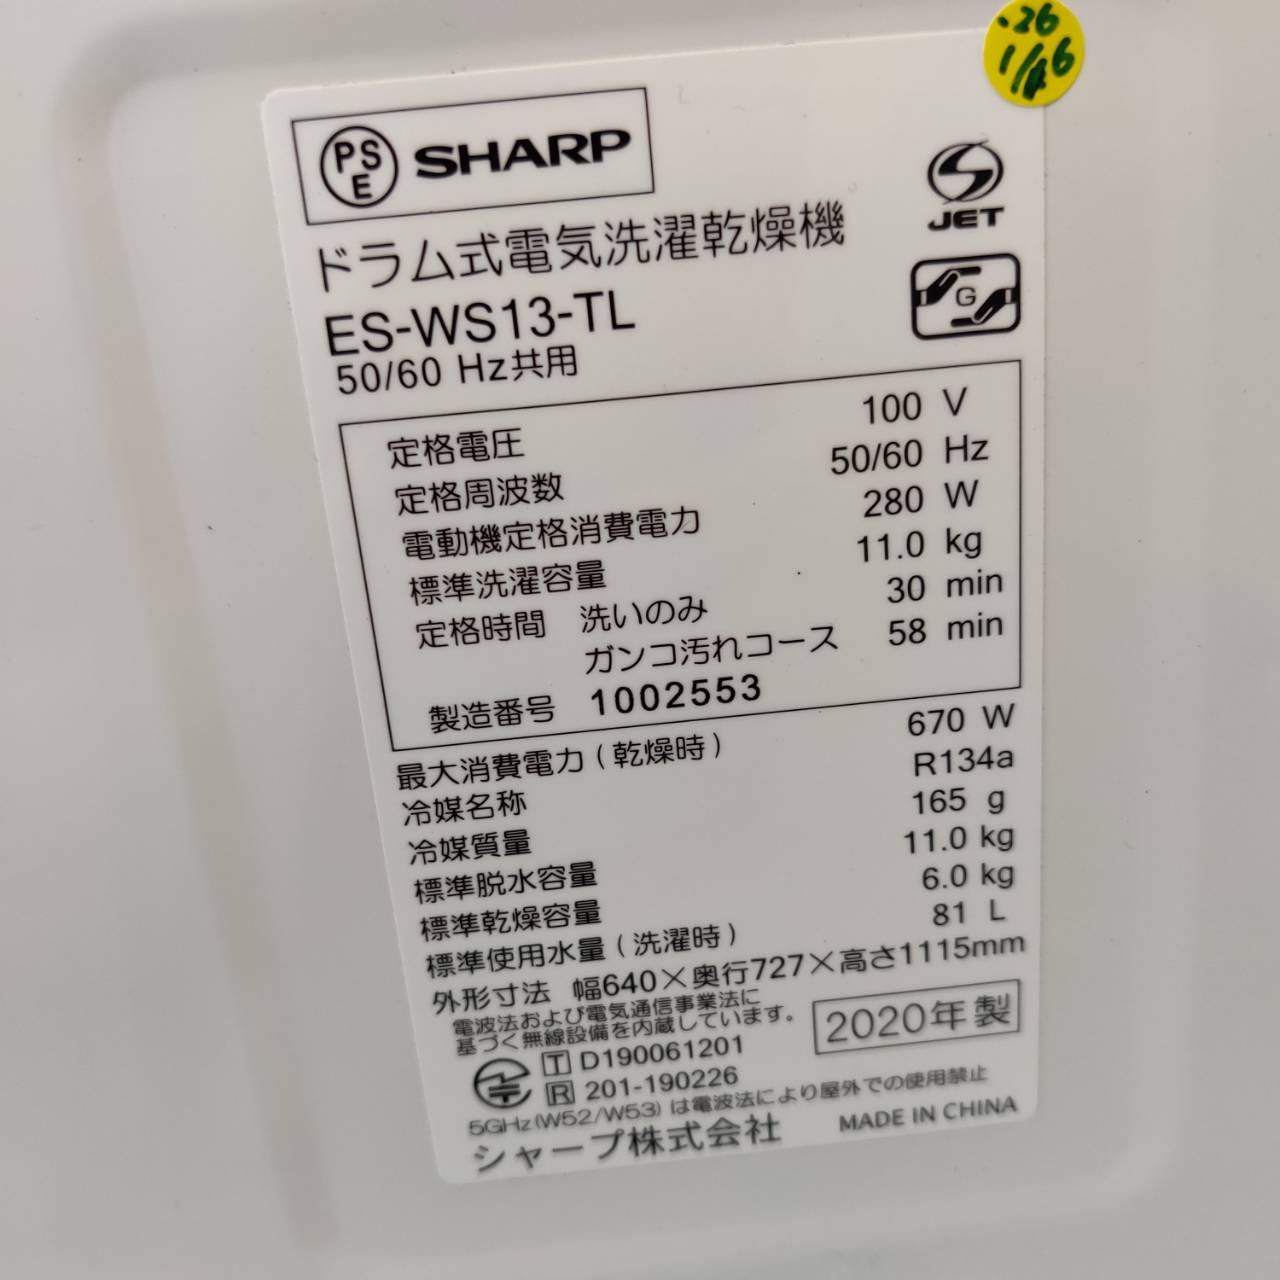 .26
PS
E
SHARP
JET
ドラム式電気洗濯乾燥機
G
ES-WS13-TL
50/60 Hz共用
定格電圧 100 V
定格周波数 50/60 Hz
電動機定格消費電力 280 W
標準洗濯容量 11.0 kg
定格時間 洗いのみ 30 min
ガンコ汚れコース 58 min
製造番号 1002553
最大消費電力(乾燥時) 670 W
冷媒名称 R134a
冷媒質量 165 g
標準脱水容量 11.0 kg
標準乾燥容量 6.0 kg
標準使用水量(洗濯時) 81 L
外形寸法 幅640×奥行727×高さ1115mm
電波法および電気通信事業法に
基づく無線設備を内蔵しています。
2020年製
T D190061201
R 201-190226
5GHz(W52/W53)は電波法により屋外での使用禁止
シャープ株式会社 MADE IN CHINA